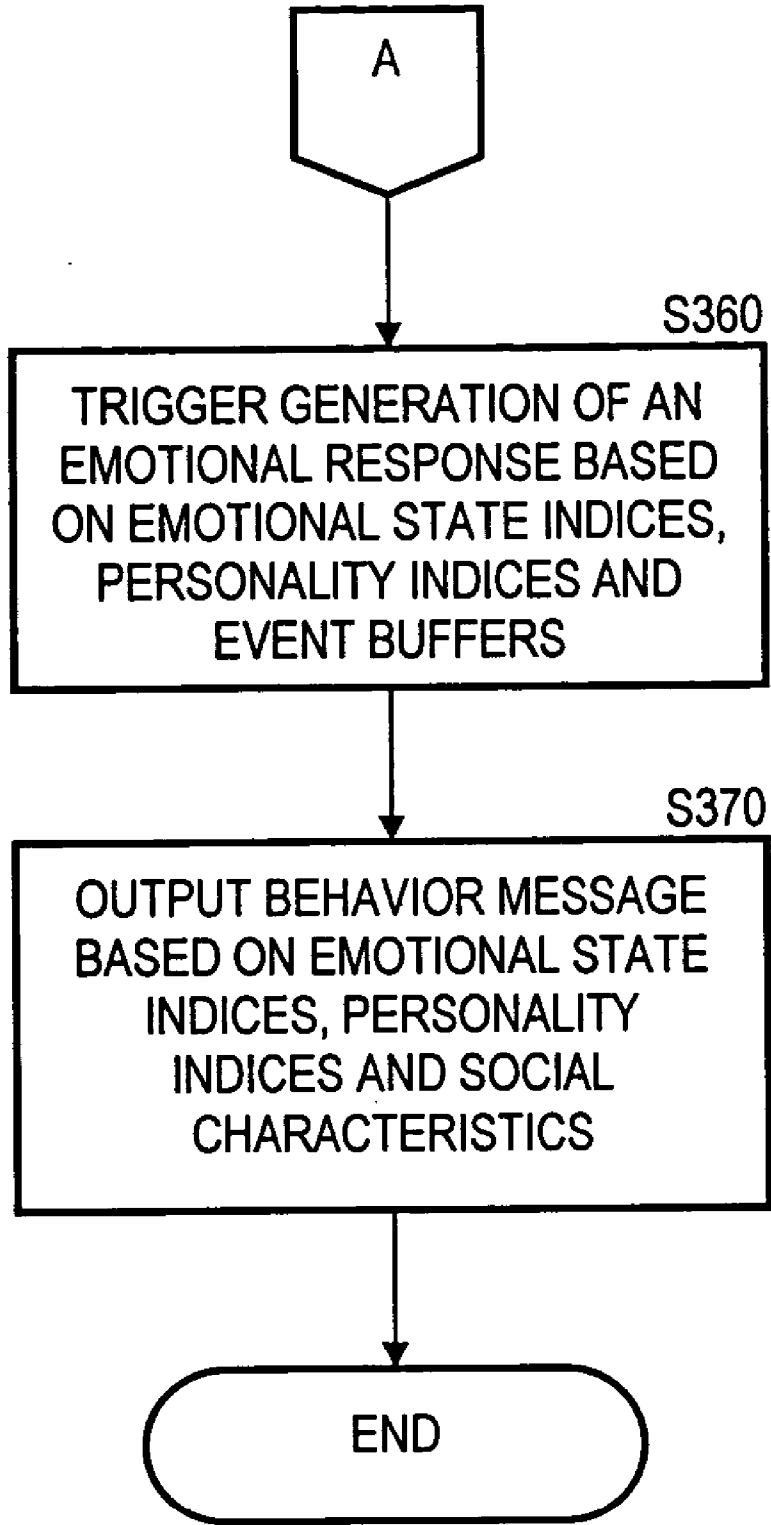 A
S360
TRIGGER GENERATION OF AN
EMOTIONAL RESPONSE BASED
ON EMOTIONAL STATE INDICES,
PERSONALITY INDICES AND
EVENT BUFFERS
S370
OUTPUT BEHAVIOR MESSAGE
BASED ON EMOTIONAL STATE
INDICES, PERSONALITY
INDICES AND SOCIAL
CHARACTERISTICS
END